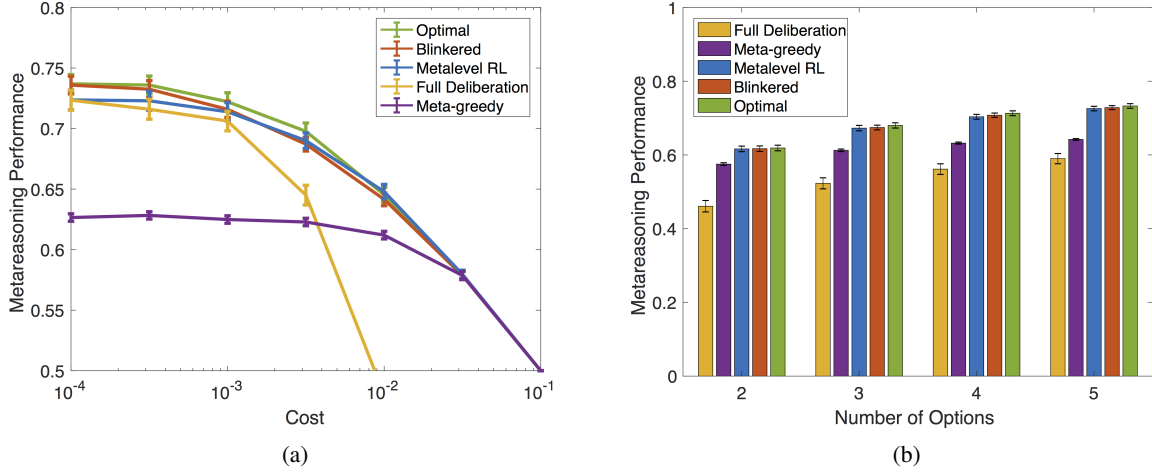 0.8
0.75
0.7
0.65
0.6
0.55
0.5
Metareasoning Performance
10^-4
10^-3
10^-2
10^-1
Cost
Optimal
Blinkered
Metalevel RL
Full Deliberation
Meta-greedy
(a)
1
0.8
0.6
0.4
0.2
0
Metareasoning Performance
2
3
4
5
Number of Options
Full Deliberation
Meta-greedy
Metalevel RL
Blinkered
Optimal
(b)